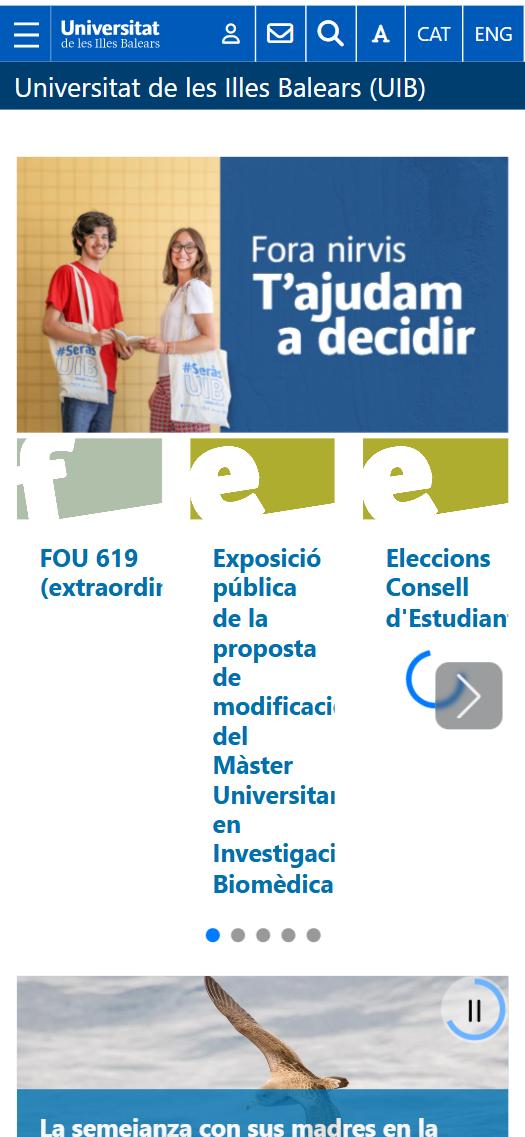 Universitat
de les Illes Balears
A
CAT
ENG
Universitat de les Illes Balears (UIB)
#Seràs
UIB
#Seràs
UIB
Fora nirvis
T'ajudam
a decidir
f
e
e
FOU 619
(extraordir
Exposició
pública
de la
proposta
de
modificaci
del
Màster
Universitar
en
Investigaci
Biomèdica
Eleccions
Consell
d'Estudian
La semejanza con sus madres en la